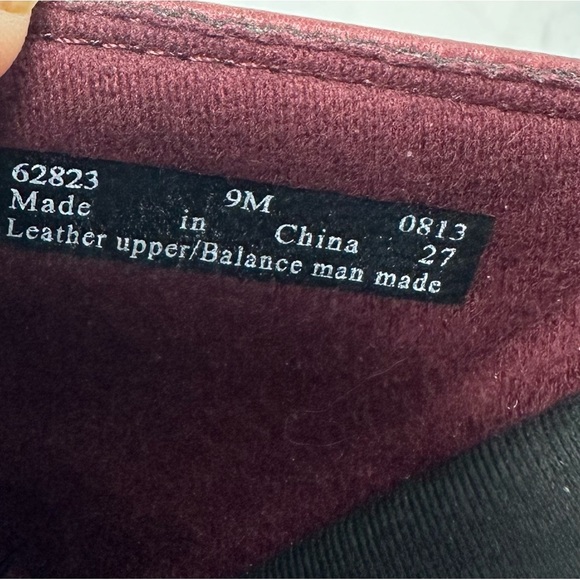 62823 9M 0813
Made in China 27
Leather upper/Balance man made